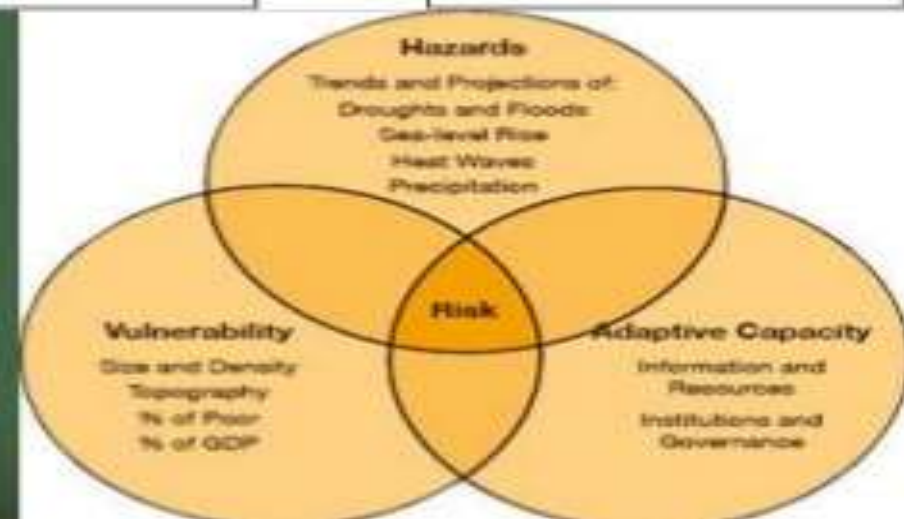 Hazards
Trends and Projections of:
Droughts and Floods
Sea-level Rise
Heat Waves
Precipitation
Risk
Vulnerability
Size and Density
Topography
% of Poor
% of GDP
Adaptive Capacity
Information and
Resources
Institutions and
Governance